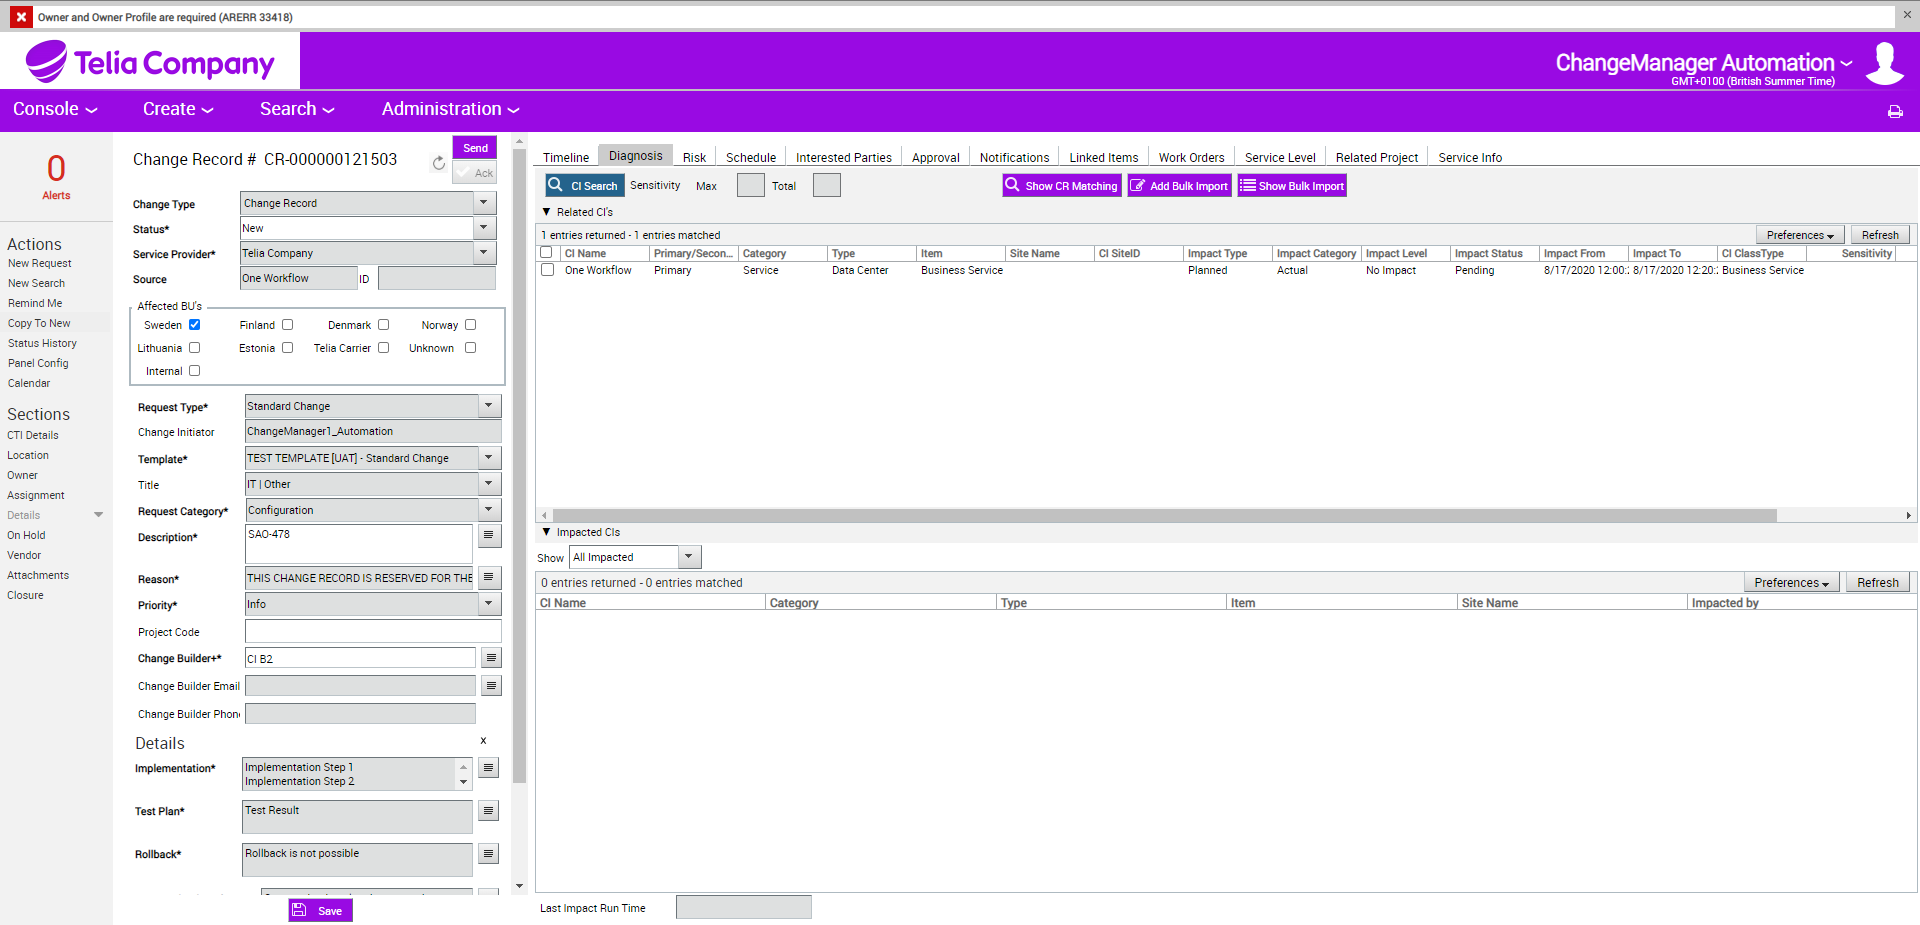 Owner and Owner Profile are required (ARERR 33418)
Telia Company
ChangeManager Automation
GMT+0100 (British Summer Time)
Console
Create
Search
Administration
0
Alerts
Actions
New Request
New Search
Remind Me
Copy To New
Status History
Panel Config
Calendar
Sections
CTI Details
Location
Owner
Assignment
Details
On Hold
Vendor
Attachments
Closure
Change Record # CR-000000121503
Send
Ack
Change Type Change Record
Status* New
Service Provider* Telia Company
Source One Workflow ID
Affected BU's
Sweden Finland Denmark Norway
Lithuania Estonia Telia Carrier Unknown
Internal
Request Type* Standard Change
Change Initiator ChangeManager1_Automation
Template* TEST TEMPLATE [UAT] - Standard Change
Title IT | Other
Request Category* Configuration
Description* SAO-478
Reason* THIS CHANGE RECORD IS RESERVED FOR THE
Priority* Info
Project Code
Change Builder+* CI B2
Change Builder Email
Change Builder Phon
Details x
Implementation* Implementation Step 1
Implementation Step 2
Test Plan* Test Result
Rollback* Rollback is not possible
Save
Timeline Diagnosis Risk Schedule Interested Parties Approval Notifications Linked Items Work Orders Service Level Related Project Service Info
CI Search Sensitivity Max Total Show CR Matching Add Bulk Import Show Bulk Import
Related CI's
1 entries returned - 1 entries matched Preferences Refresh
CI Name Primary/Secon... Category Type Item Site Name CI SiteID Impact Type Impact Category Impact Level Impact Status Impact From Impact To CI ClassType Sensitivity
One Workflow Primary Service Data Center Business Service Planned Actual No Impact Pending 8/17/2020 12:00: 8/17/2020 12:20: Business Service
Impacted CIs
Show All Impacted
0 entries returned - 0 entries matched Preferences Refresh
CI Name Category Type Item Site Name Impacted by
Last Impact Run Time